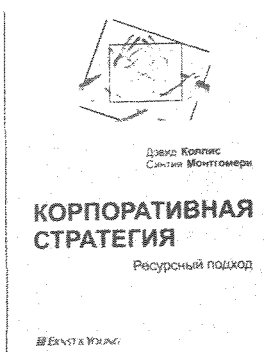 Дэвид Коллис
Синтия Монтгомери
КОРПОРАТИВНАЯ
СТРАТЕГИЯ
Ресурсный подход
ERNST & YOUNG